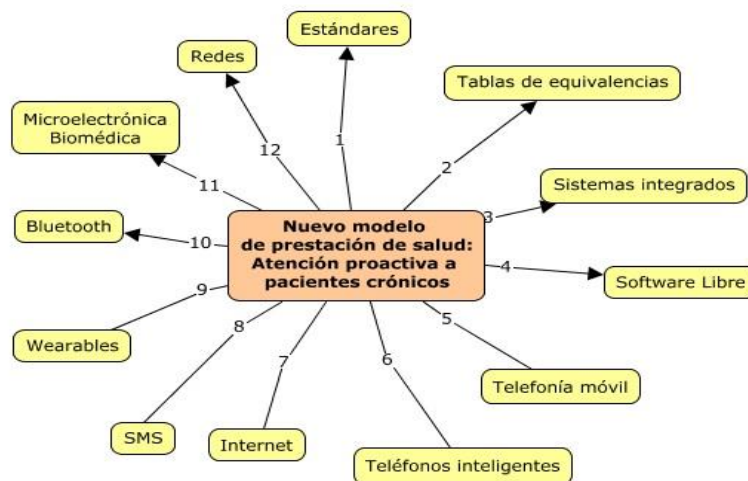 Estándares
Redes
Tablas de equivalencias
Microelectrónica
Biomédica
1
12
2
11
Sistemas integrados
3
Bluetooth
10
Nuevo modelo
de prestación de salud:
Atención proactiva a
pacientes crónicos
4
Software Libre
9
Wearables
8
7
6
5
Telefonía móvil
SMS
Internet
Teléfonos inteligentes